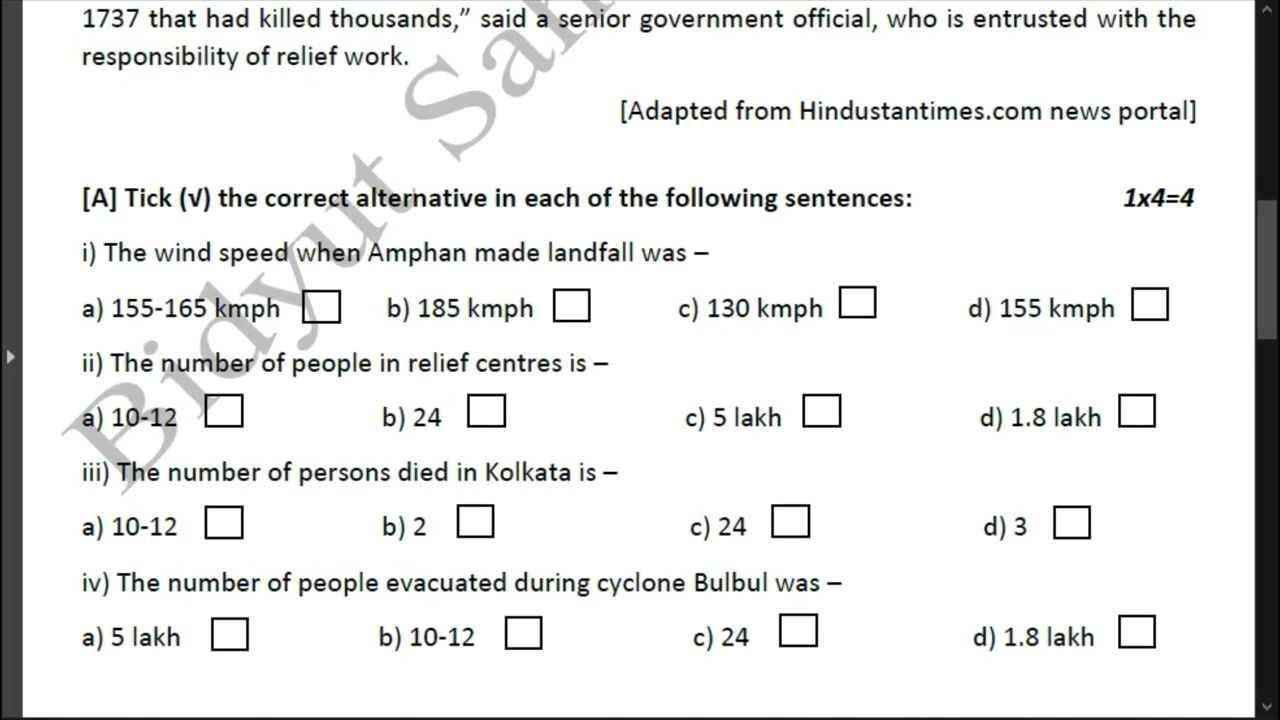 1737 that had killed thousands,” said a senior government official, who is entrusted with the
responsibility of relief work.
[Adapted from Hindustantimes.com news portal]
[A] Tick (√) the correct alternative in each of the following sentences: 1x4=4
i) The wind speed when Amphan made landfall was –
a) 155-165 kmph b) 185 kmph c) 130 kmph d) 155 kmph
ii) The number of people in relief centres is –
a) 10-12 b) 24 c) 5 lakh d) 1.8 lakh
iii) The number of persons died in Kolkata is –
a) 10-12 b) 2 c) 24 d) 3
iv) The number of people evacuated during cyclone Bulbul was –
a) 5 lakh b) 10-12 c) 24 d) 1.8 lakh
Bidyut